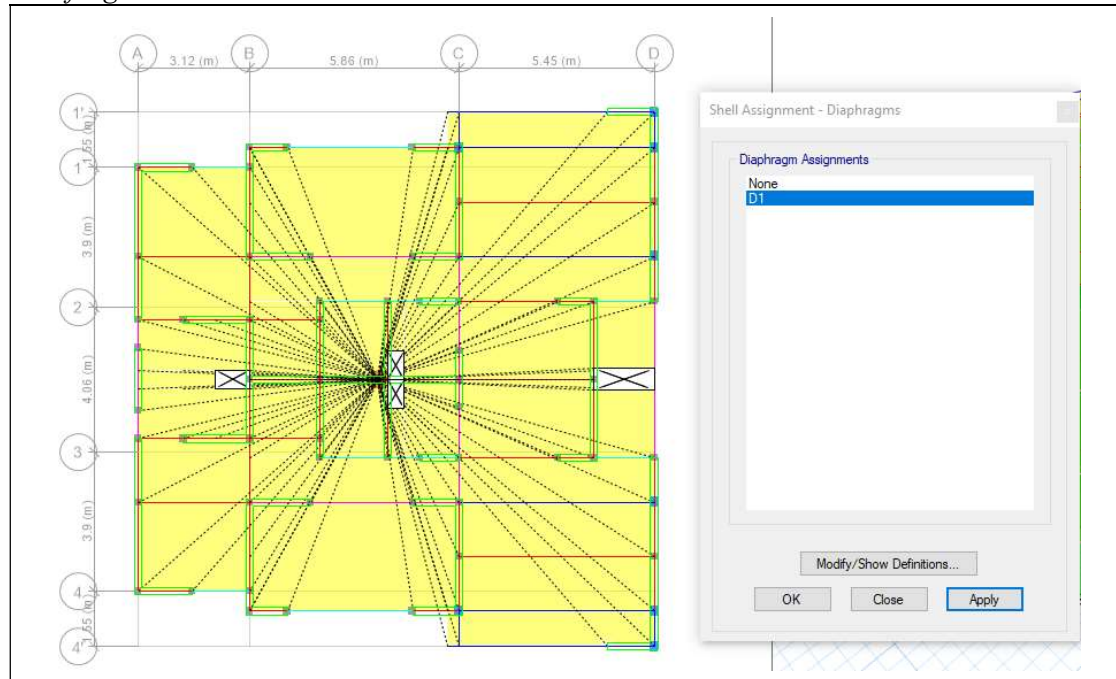 A
B
C
D
3.12 (m)
5.86 (m)
5.45 (m)
1'
1.55 (m)
1
3.9 (m)
2
4.06 (m)
3
3.9 (m)
4
1.55 (m)
4'
Shell Assignment - Diaphragms
Diaphragm Assignments
None
D1
Modify/Show Definitions...
OK
Close
Apply